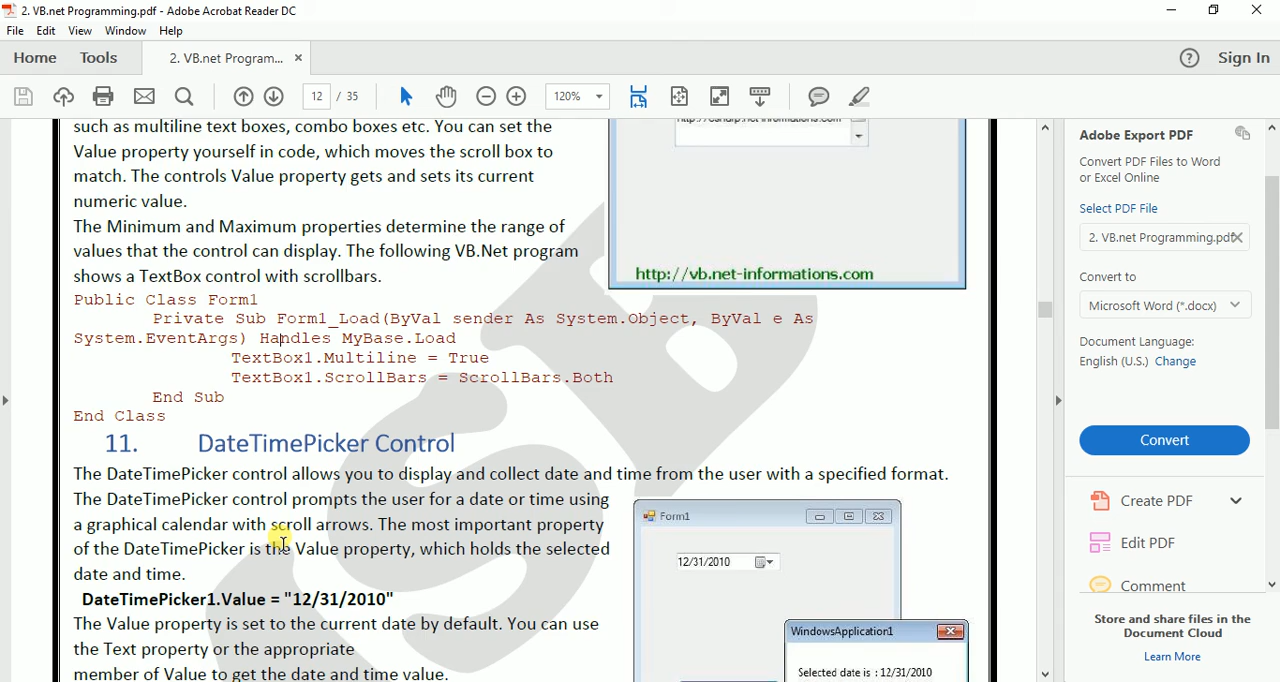 2. VB.net Programming.pdf - Adobe Acrobat Reader DC
File Edit View Window Help
Home Tools 2. VB.net Program... ×
Sign In
12 / 35
120%
such as multiline text boxes, combo boxes etc. You can set the
Value property yourself in code, which moves the scroll box to
match. The controls Value property gets and sets its current
numeric value.
The Minimum and Maximum properties determine the range of
values that the control can display. The following VB.Net program
shows a TextBox control with scrollbars.
http://vb.net-informations.com
Public Class Form1
Private Sub Form1_Load(ByVal sender As System.Object, ByVal e As
System.EventArgs) Handles MyBase.Load
TextBox1.Multiline = True
TextBox1.ScrollBars = ScrollBars.Both
End Sub
End Class
11. DateTimePicker Control
The DateTimePicker control allows you to display and collect date and time from the user with a specified format.
The DateTimePicker control prompts the user for a date or time using
a graphical calendar with scroll arrows. The most important property
of the DateTimePicker is the Value property, which holds the selected
date and time.
DateTimePicker1.Value = "12/31/2010"
The Value property is set to the current date by default. You can use
the Text property or the appropriate
member of Value to get the date and time value.
Form1
12/31/2010
WindowsApplication1
Selected date is : 12/31/2010
Adobe Export PDF
Convert PDF Files to Word
or Excel Online
Select PDF File
2. VB.net Programming.pdf
Convert to
Microsoft Word (*.docx)
Document Language:
English (U.S.) Change
Convert
Create PDF
Edit PDF
Comment
Store and share files in the
Document Cloud
Learn More